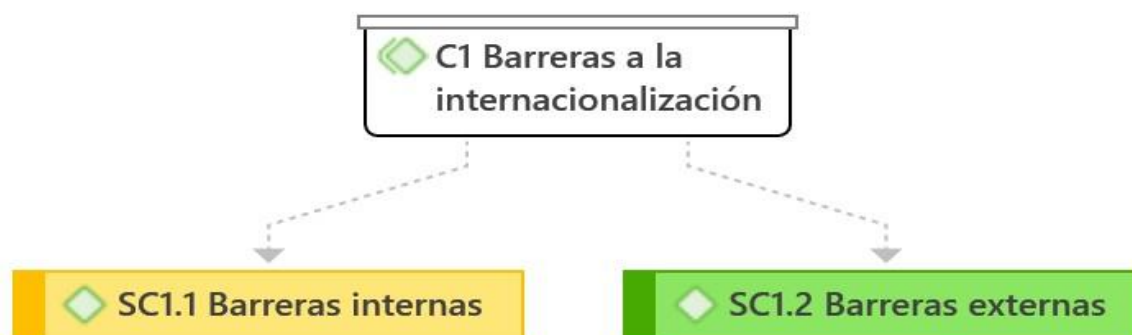 C1 Barreras a la
internacionalización
SC1.1 Barreras internas
SC1.2 Barreras externas